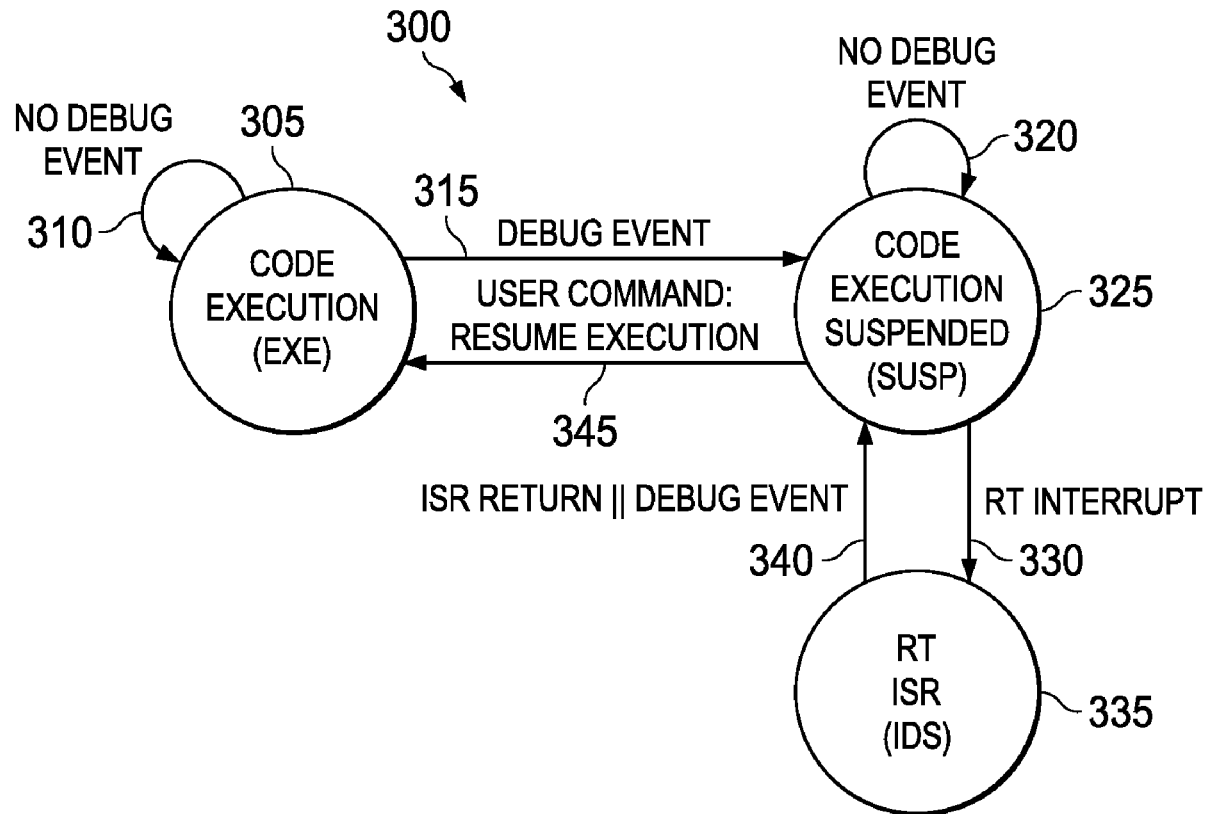 300
NO DEBUG
EVENT
310
305
CODE
EXECUTION
(EXE)
315
DEBUG EVENT
USER COMMAND:
RESUME EXECUTION
345
NO DEBUG
EVENT
320
CODE
EXECUTION
SUSPENDED
(SUSP)
325
ISR RETURN || DEBUG EVENT
340
RT INTERRUPT
330
RT
ISR
(IDS)
335